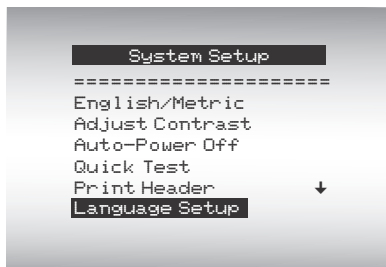 System Setup
======================
English/Metric
Adjust Contrast
Auto-Power Off
Quick Test
Print Header ↓
Language Setup